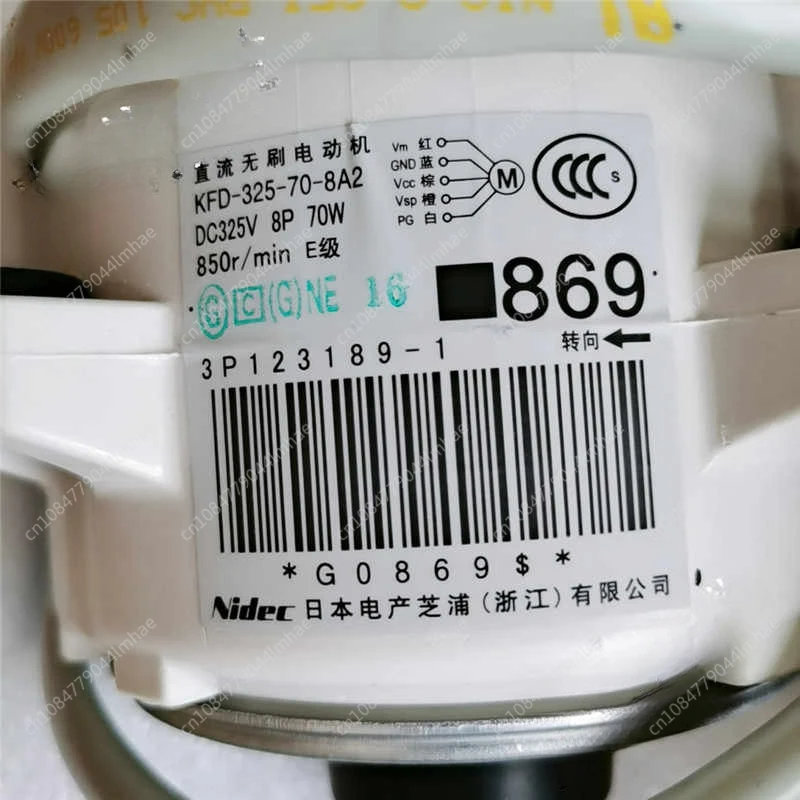 直流无刷电动机
KFD-325-70-8A2
DC325V 8P 70W
850r/min E级
Vm 红
GND 蓝
Vcc 棕
Vsp 橙
PG 白
M
CCC S
G C (G)NE 16
■869
转向←
3P123189-1
*G0869$*
Nidec 日本电产芝浦(浙江)有限公司
cn1084779044lmhae